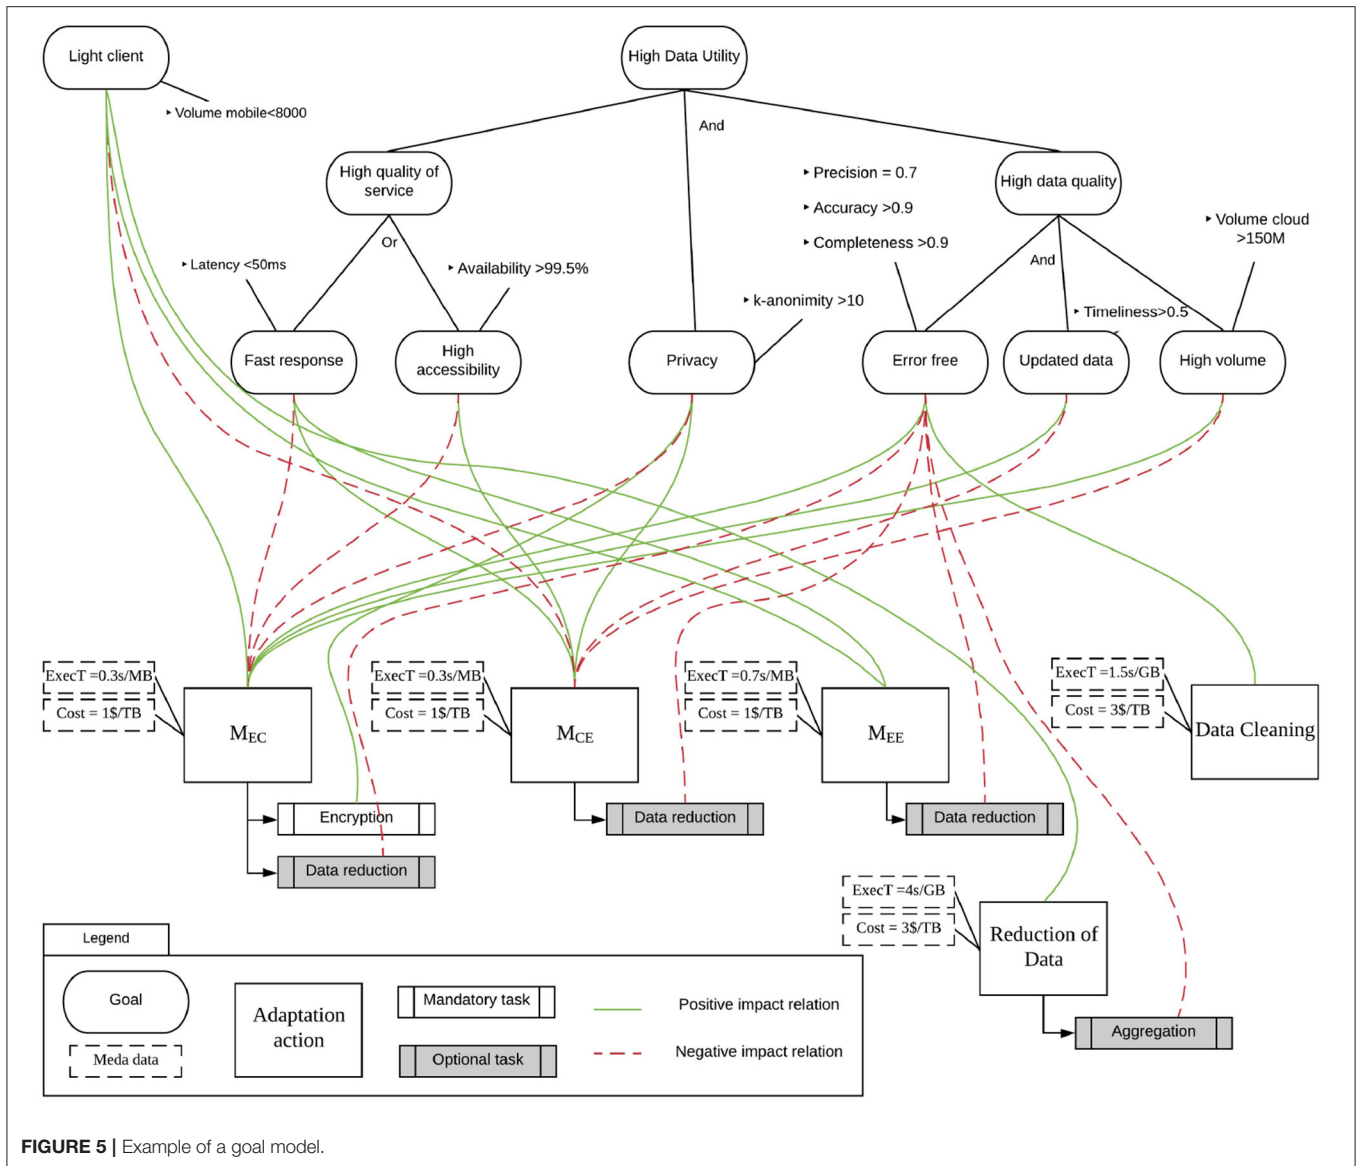 Light client
High Data Utility
‣ Volume mobile<8000
And
High quality of
service
‣ Precision = 0.7
‣ Accuracy >0.9
‣ Completeness >0.9
High data quality
‣ Volume cloud
>150M
Or
And
‣ Latency <50ms
‣ Availability >99.5%
‣ k-anonimity >10
‣ Timeliness>0.5
Fast response
High
accessibility
Privacy
Error free
Updated data
High volume
ExecT =0.3s/MB
Cost = 1$/TB
MEC
ExecT =0.3s/MB
Cost = 1$/TB
MCE
ExecT =0.7s/MB
Cost = 1$/TB
MEE
ExecT =1.5s/GB
Cost = 3$/TB
Data Cleaning
Encryption
Data reduction
Data reduction
Data reduction
ExecT =4s/GB
Cost = 3$/TB
Reduction of
Data
Aggregation
Legend
Goal
Meda data
Adaptation
action
Mandatory task
Optional task
Positive impact relation
Negative impact relation
FIGURE 5 | Example of a goal model.